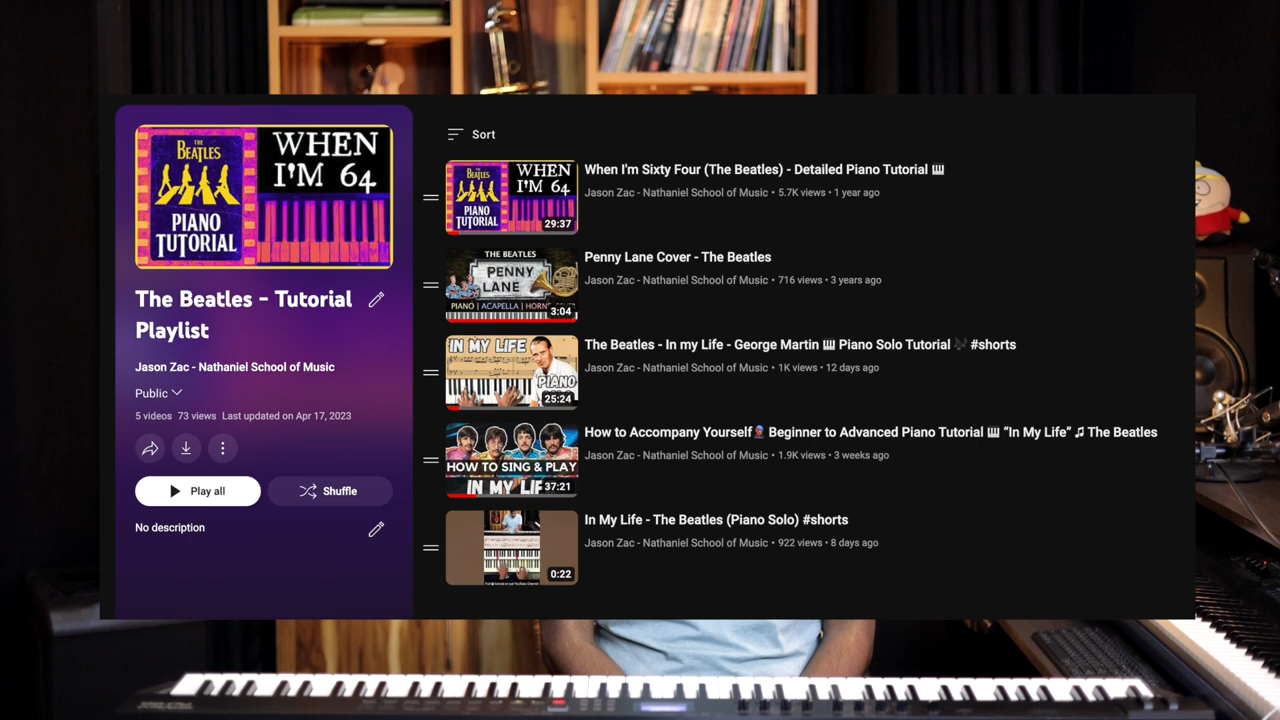 THE
BEATLES
PIANO
TUTORIAL
WHEN
I'M 64
The Beatles - Tutorial
Playlist
Jason Zac - Nathaniel School of Music
Public
5 videos 73 views Last updated on Apr 17, 2023
Play all
Shuffle
No description
Sort
THE
BEATLES
PIANO
TUTORIAL
WHEN
I'M 64
29:37
When I'm Sixty Four (The Beatles) - Detailed Piano Tutorial 🎹
Jason Zac - Nathaniel School of Music • 5.7K views • 1 year ago
THE BEATLES
PENNY
LANE
PIANO | ACAPELLA | HORN
3:04
Penny Lane Cover - The Beatles
Jason Zac - Nathaniel School of Music • 716 views • 3 years ago
IN MY LIFE
PIANO
25:24
The Beatles - In my Life - George Martin 🎹 Piano Solo Tutorial 🎶 #shorts
Jason Zac - Nathaniel School of Music • 1K views • 12 days ago
HOW TO SING & PLAY
IN MY LIF
37:21
How to Accompany Yourself Beginner to Advanced Piano Tutorial 🎹 “In My Life” 🎵 The Beatles
Jason Zac - Nathaniel School of Music • 1.9K views • 3 weeks ago
0:22
In My Life - The Beatles (Piano Solo) #shorts
Jason Zac - Nathaniel School of Music • 922 views • 8 days ago